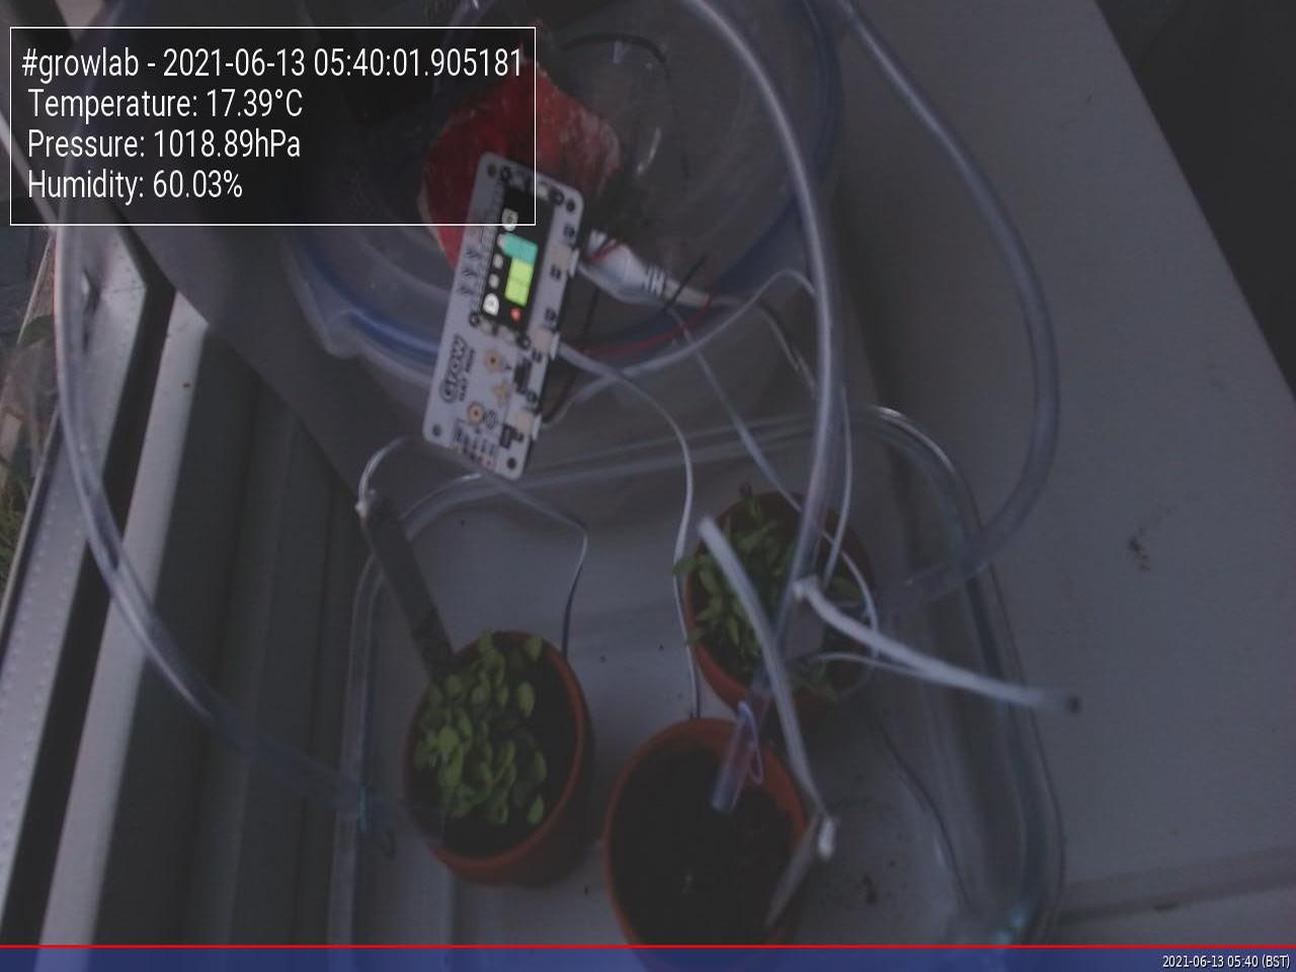 #growlab - 2021-06-13 05:40:01.905181
Temperature: 17.39°C
Pressure: 1018.89hPa
Humidity: 60.03%
GROW
2021-06-13 05:40 (BST)